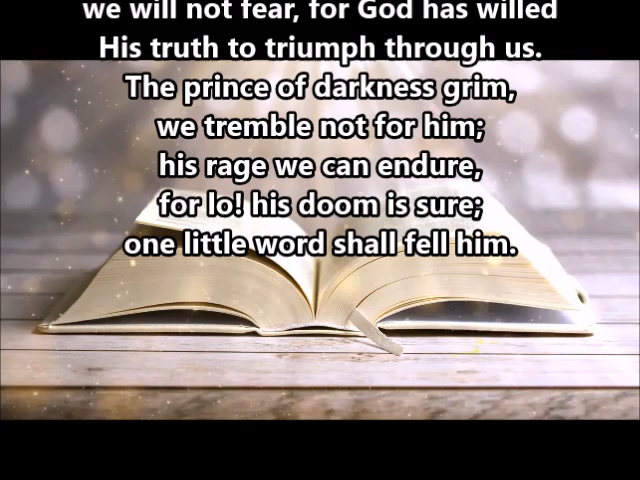 we will not fear, for God has willed
His truth to triumph through us.
The prince of darkness grim,
we tremble not for him;
his rage we can endure,
for lo! his doom is sure;
one little word shall fell him.